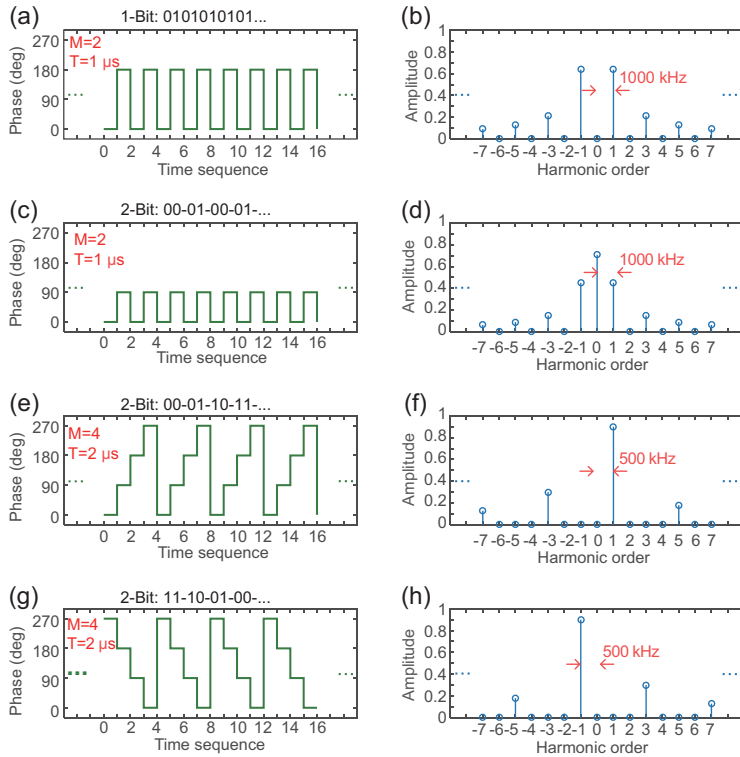 (a)
1-Bit: 0101010101...
M=2
T=1 μs
Phase (deg)
270
180
90
0
0 2 4 6 8 10 12 14 16
Time sequence
(b)
Amplitude
1
0.8
0.6
0.4
0.2
0
1000 kHz
-7 -6 -5 -4 -3 -2 -1 0 1 2 3 4 5 6 7
Harmonic order
(c)
2-Bit: 00-01-00-01-...
M=2
T=1 μs
Phase (deg)
270
180
90
0
0 2 4 6 8 10 12 14 16
Time sequence
(d)
Amplitude
1
0.8
0.6
0.4
0.2
0
1000 kHz
-7 -6 -5 -4 -3 -2 -1 0 1 2 3 4 5 6 7
Harmonic order
(e)
2-Bit: 00-01-10-11-...
M=4
T=2 μs
Phase (deg)
270
180
90
0
0 2 4 6 8 10 12 14 16
Time sequence
(f)
Amplitude
1
0.8
0.6
0.4
0.2
0
500 kHz
-7 -6 -5 -4 -3 -2 -1 0 1 2 3 4 5 6 7
Harmonic order
(g)
2-Bit: 11-10-01-00-...
M=4
T=2 μs
Phase (deg)
270
180
90
0
0 2 4 6 8 10 12 14 16
Time sequence
(h)
Amplitude
1
0.8
0.6
0.4
0.2
0
500 kHz
-7 -6 -5 -4 -3 -2 -1 0 1 2 3 4 5 6 7
Harmonic order